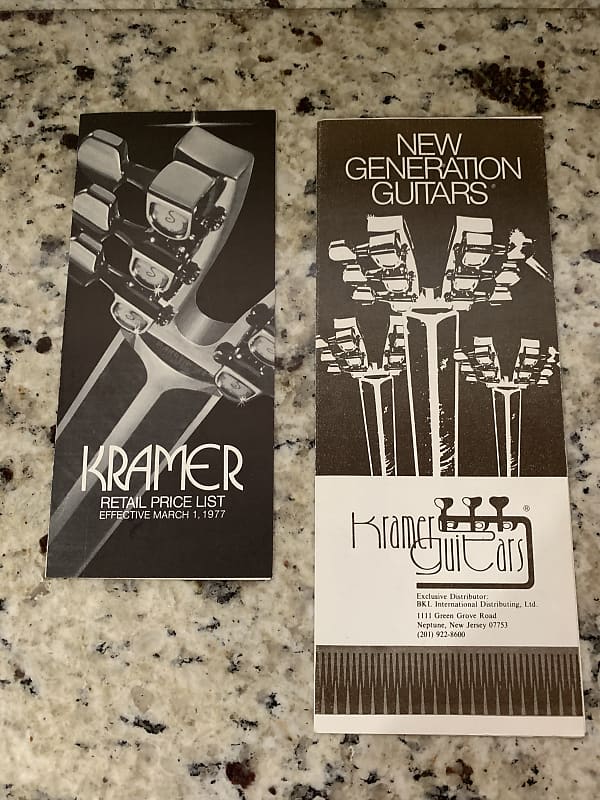 KRAMER
RETAIL PRICE LIST
EFFECTIVE MARCH 1, 1977
S
S
S
S
NEW
GENERATION
GUITARS®
Kramer
guitars®
Exclusive Distributor:
BKL International Distributing, Ltd.
1111 Green Grove Road
Neptune, New Jersey 07753
(201) 922-8600